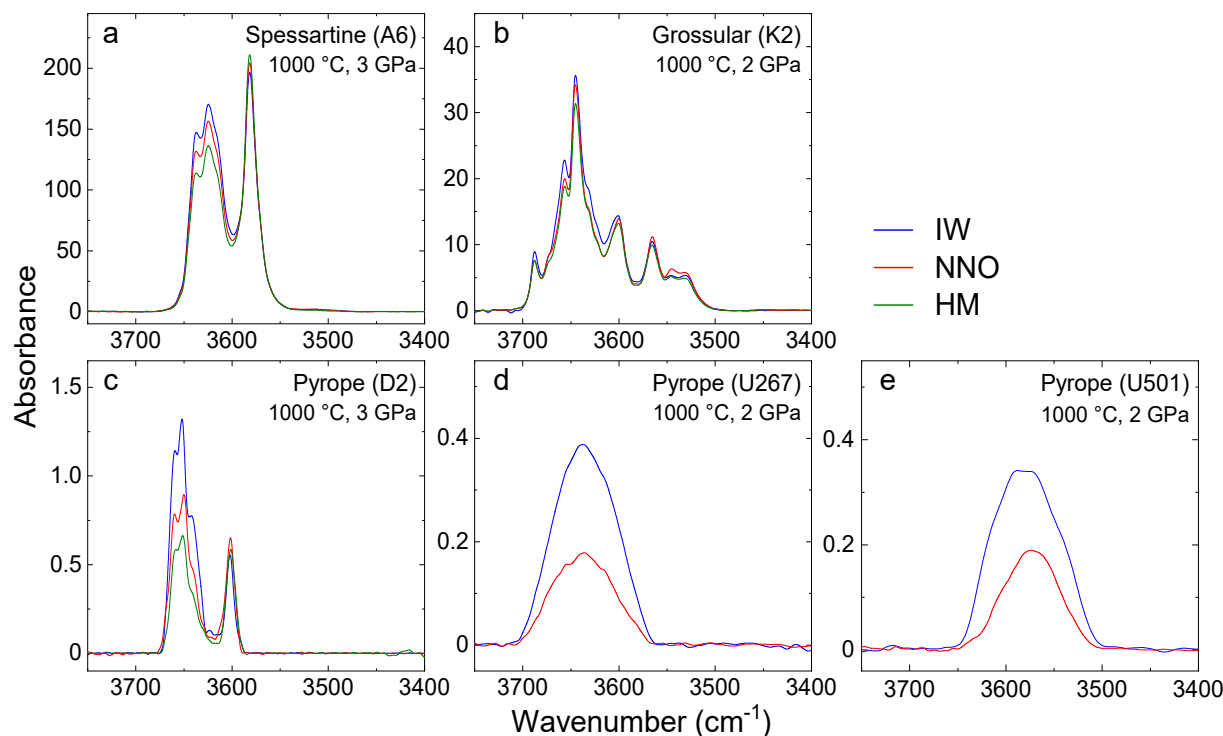 a
Spessartine (A6)
1000 °C, 3 GPa
200
150
100
50
0
3700 3600 3500 3400
b
Grossular (K2)
1000 °C, 2 GPa
40
30
20
10
0
3700 3600 3500 3400
IW
NNO
HM
Absorbance
c
Pyrope (D2)
1000 °C, 3 GPa
1.5
1.0
0.5
0
3700 3600 3500 3400
d
Pyrope (U267)
1000 °C, 2 GPa
0.4
0.2
0
3700 3600 3500 3400
e
Pyrope (U501)
1000 °C, 2 GPa
0.4
0.2
0
3700 3600 3500 3400
Wavenumber (cm⁻¹)